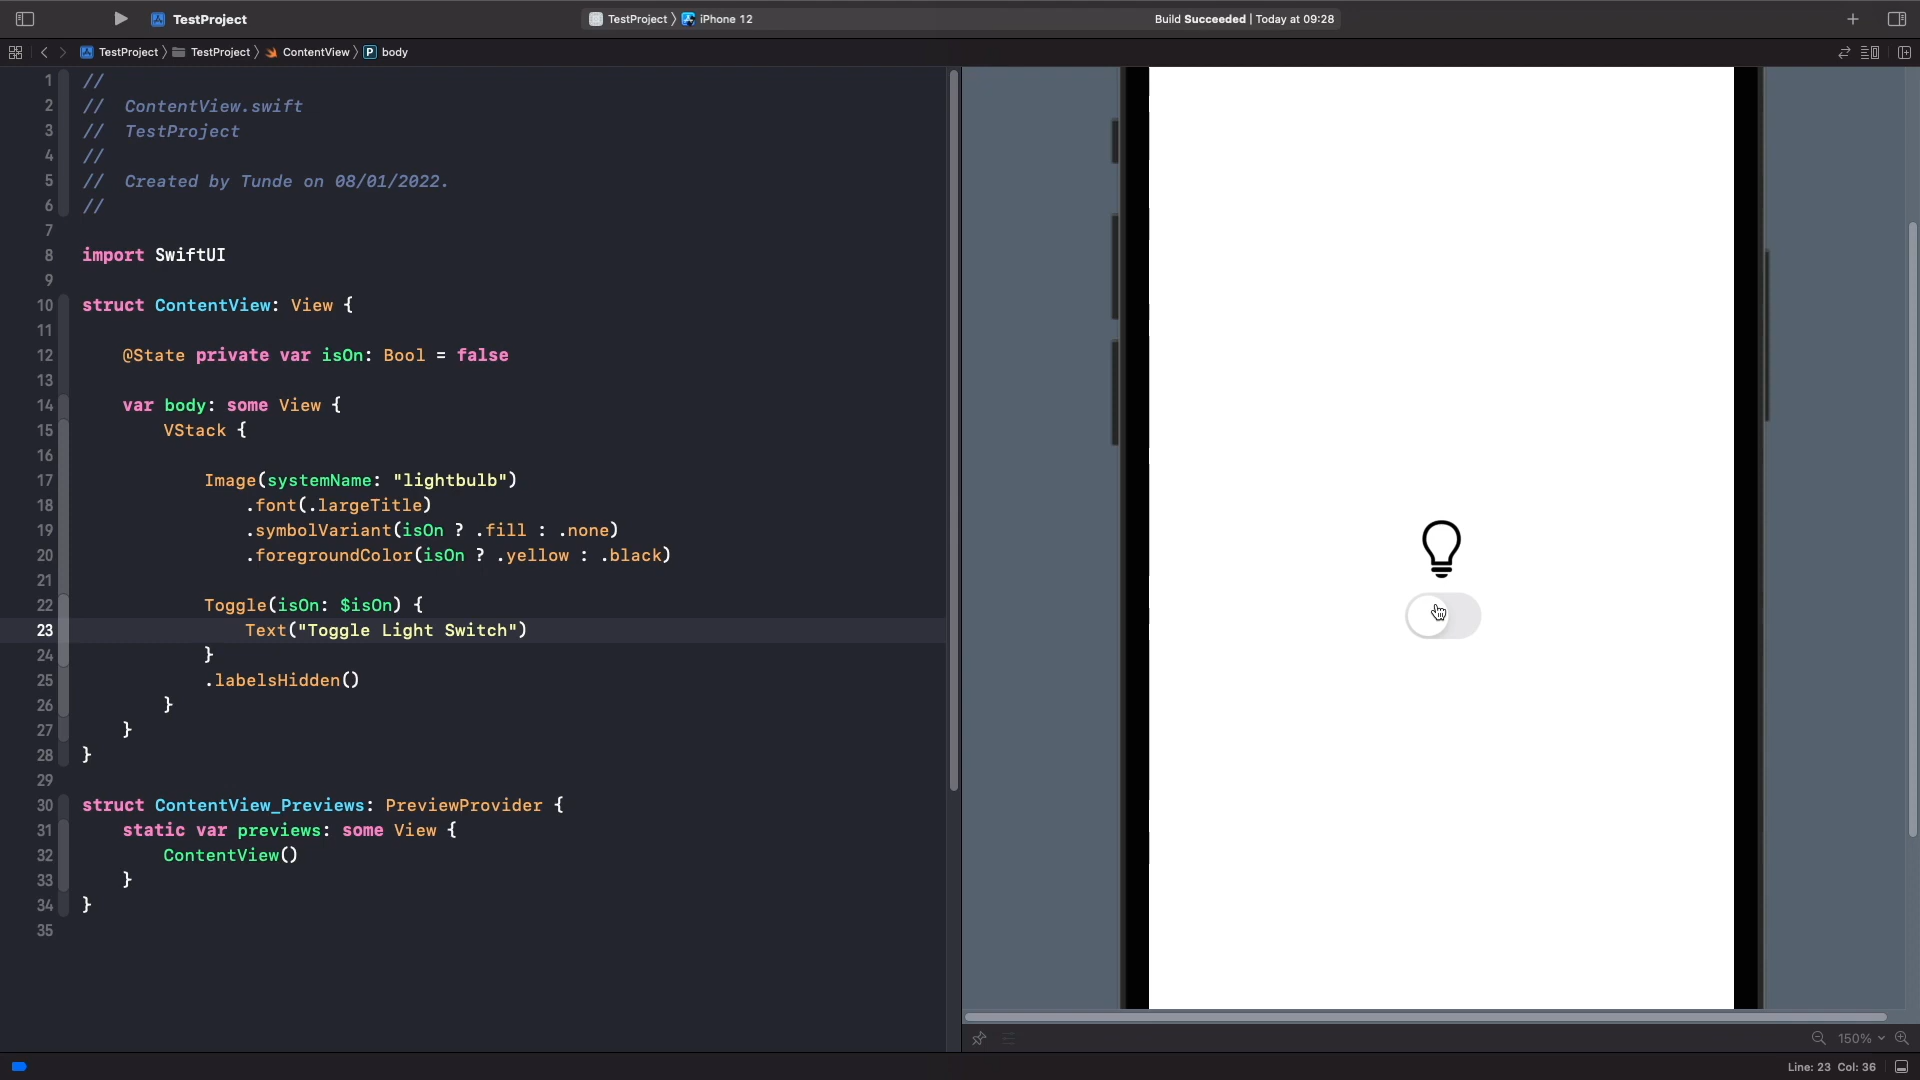 TestProject
TestProject 〉 iPhone 12
Build Succeeded | Today at 09:28
TestProject 〉 TestProject 〉 ContentView 〉 P body
1 //
2 //  ContentView.swift
3 //  TestProject
4 //
5 //  Created by Tunde on 08/01/2022.
6 //
7
8 import SwiftUI
9
10 struct ContentView: View {
11
12     @State private var isOn: Bool = false
13
14     var body: some View {
15         VStack {
16
17             Image(systemName: "lightbulb")
18                 .font(.largeTitle)
19                 .symbolVariant(isOn ? .fill : .none)
20                 .foregroundColor(isOn ? .yellow : .black)
21
22             Toggle(isOn: $isOn) {
23                 Text("Toggle Light Switch")
24             }
25             .labelsHidden()
26         }
27     }
28 }
29
30 struct ContentView_Previews: PreviewProvider {
31     static var previews: some View {
32         ContentView()
33     }
34 }
35
150%
Line: 23 Col: 36